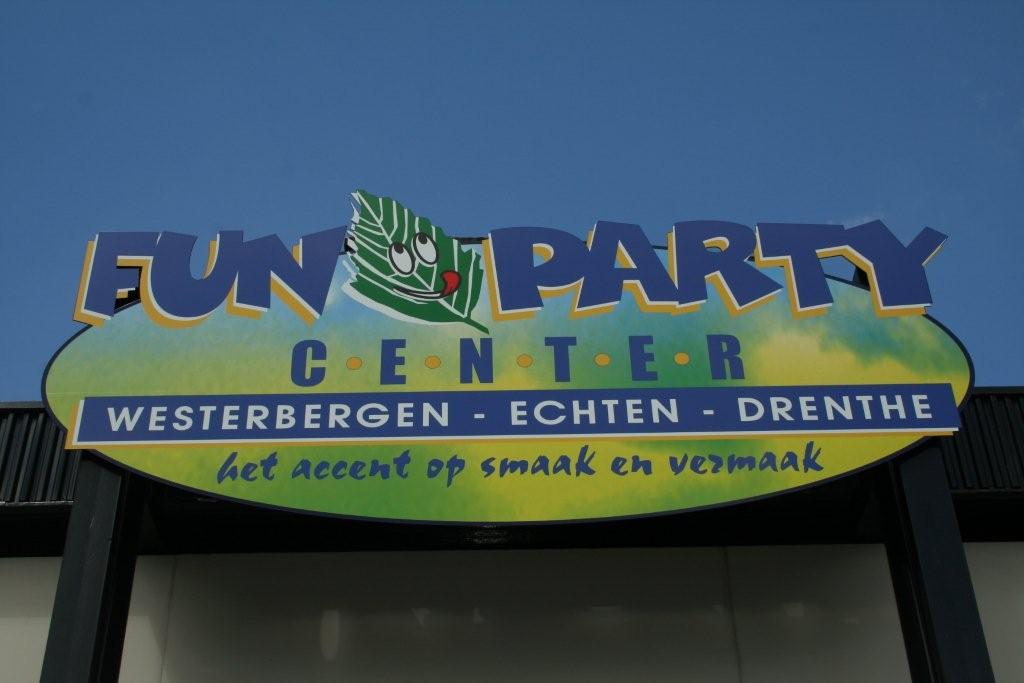 FUN PARTY
C·E·N·T·E·R
WESTERBERGEN - ECHTEN - DRENTHE
het accent op smaak en vermaak